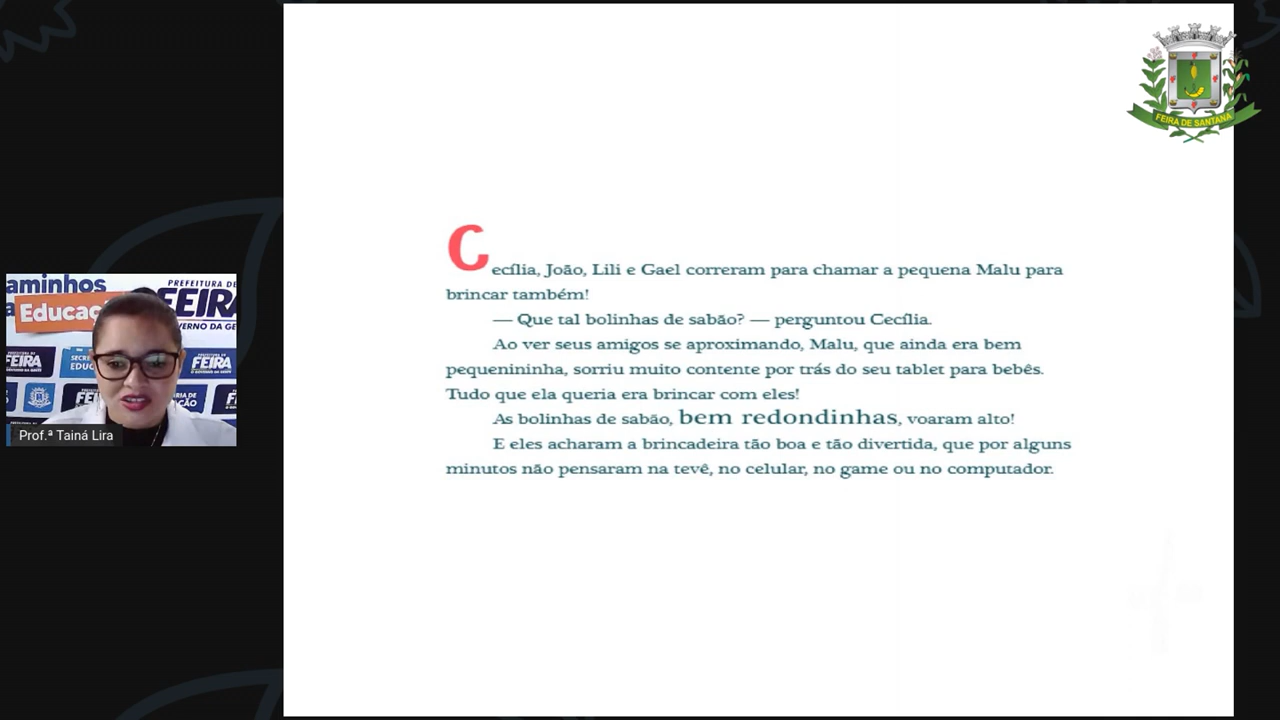 FEIRA DE SANTANA
Cecília, João, Lili e Gael correram para chamar a pequena Malu para
brincar também!
— Que tal bolinhas de sabão? — perguntou Cecília.
Ao ver seus amigos se aproximando, Malu, que ainda era bem
pequenininha, sorriu muito contente por trás do seu tablet para bebês.
Tudo que ela queria era brincar com eles!
As bolinhas de sabão, bem redondinhas, voaram alto!
E eles acharam a brincadeira tão boa e tão divertida, que por alguns
minutos não pensaram na tevê, no celular, no game ou no computador.
aminhos
Educaç
PREFEITURA DE
FEIRA
VERNO DA GE
FEIRA
FEIRA
Prof.ª Tainá Lira